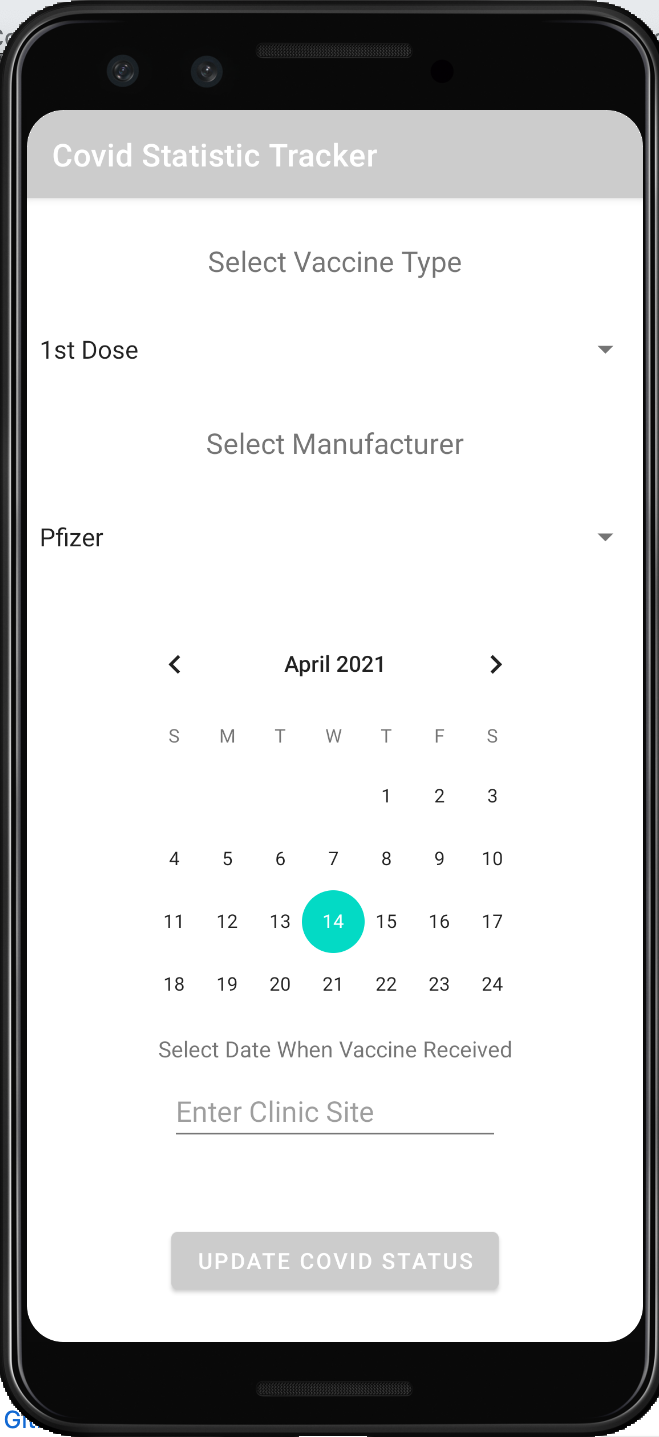 Covid Statistic Tracker
Select Vaccine Type
1st Dose
Select Manufacturer
Pfizer
April 2021
S M T W T F S
1 2 3
4 5 6 7 8 9 10
11 12 13 14 15 16 17
18 19 20 21 22 23 24
Select Date When Vaccine Received
Enter Clinic Site
UPDATE COVID STATUS